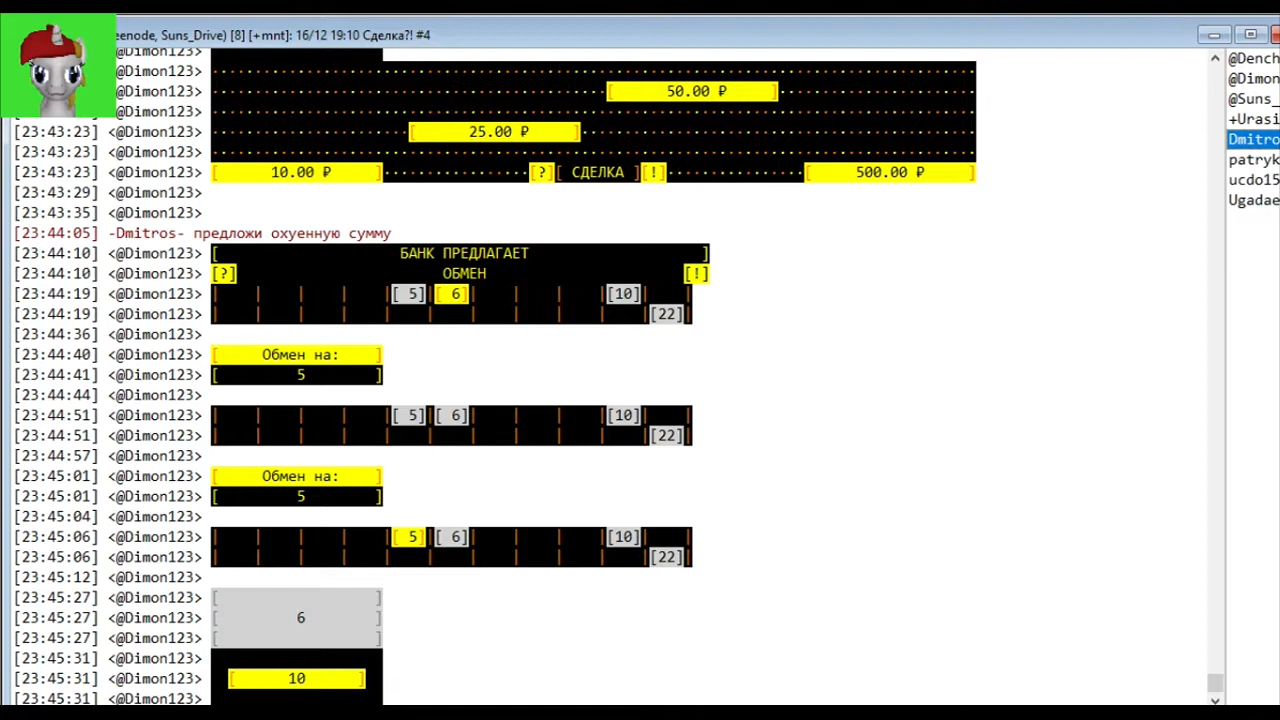 eenode, Suns_Drive) [8] [+mnt]: 16/12 19:10 Сделка?! #4
<@Dimon123>
<@Dimon123>
<@Dimon123> [ 50.00 ₽ ]
<@Dimon123>
[23:43:23] <@Dimon123> [ 25.00 ₽ ]
[23:43:23] <@Dimon123>
[23:43:23] <@Dimon123> [ 10.00 ₽ ] [?][ СДЕЛКА ][!] [ 500.00 ₽ ]
[23:43:29] <@Dimon123>
[23:43:35] <@Dimon123>
[23:44:05] -Dmitros- предложи охуенную сумму
[23:44:10] <@Dimon123> [ БАНК ПРЕДЛАГАЕТ ]
[23:44:10] <@Dimon123> [?] ОБМЕН [!]
[23:44:19] <@Dimon123> | | | | [ 5]|[ 6]| | | [10]| |
[23:44:19] <@Dimon123> | | | | | | | | | |[22]|
[23:44:36] <@Dimon123>
[23:44:40] <@Dimon123> [ Обмен на: ]
[23:44:41] <@Dimon123> [ 5 ]
[23:44:44] <@Dimon123>
[23:44:51] <@Dimon123> | | | | [ 5]|[ 6]| | | [10]| |
[23:44:51] <@Dimon123> | | | | | | | | | |[22]|
[23:44:57] <@Dimon123>
[23:45:01] <@Dimon123> [ Обмен на: ]
[23:45:01] <@Dimon123> [ 5 ]
[23:45:04] <@Dimon123>
[23:45:06] <@Dimon123> | | | | [ 5]|[ 6]| | | [10]| |
[23:45:06] <@Dimon123> | | | | | | | | | |[22]|
[23:45:12] <@Dimon123>
[23:45:27] <@Dimon123> [ ]
[23:45:27] <@Dimon123> [ 6 ]
[23:45:27] <@Dimon123> [ ]
[23:45:31] <@Dimon123>
[23:45:31] <@Dimon123> [ 10 ]
[23:45:31] <@Dimon123>
@Dench
@Dimon
@Suns_
+Urasi
Dmitro
patryk
ucdo15
Ugadae